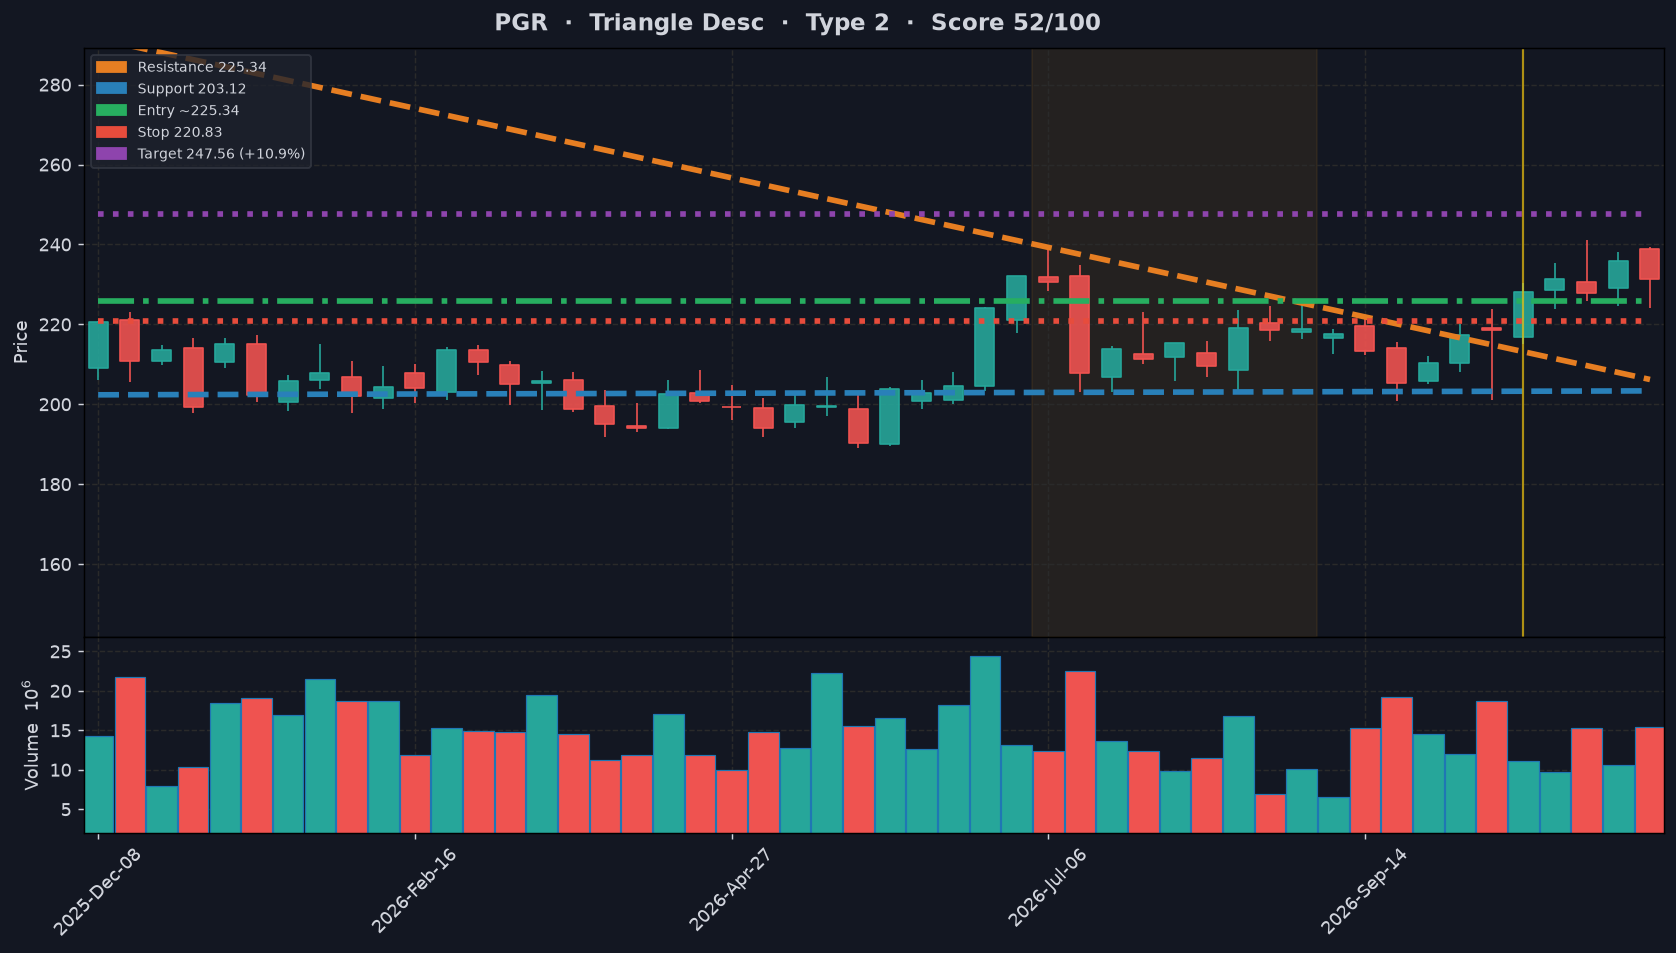 PGR · Triangle Desc · Type 2 · Score 52/100
Resistance 225.34
Support 203.12
Entry ~225.34
Stop 220.83
Target 247.56 (+10.9%)
Price
280
260
240
220
200
180
160
Volume 10⁶
25
20
15
10
5
2025-Dec-08
2026-Feb-16
2026-Apr-27
2026-Jul-06
2026-Sep-14